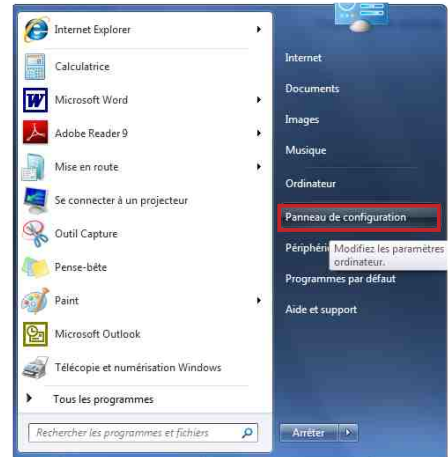 Internet Explorer
Calculatrice
Microsoft Word
Adobe Reader 9
Mise en route
Se connecter à un projecteur
Outil Capture
Pense-bête
Paint
Microsoft Outlook
Télécopie et numérisation Windows
Tous les programmes
Rechercher les programmes et fichiers
Internet
Documents
Images
Musique
Ordinateur
Panneau de configuration
Modifiez les paramètres
ordinateur.
Programmes par défaut
Aide et support
Arrêter